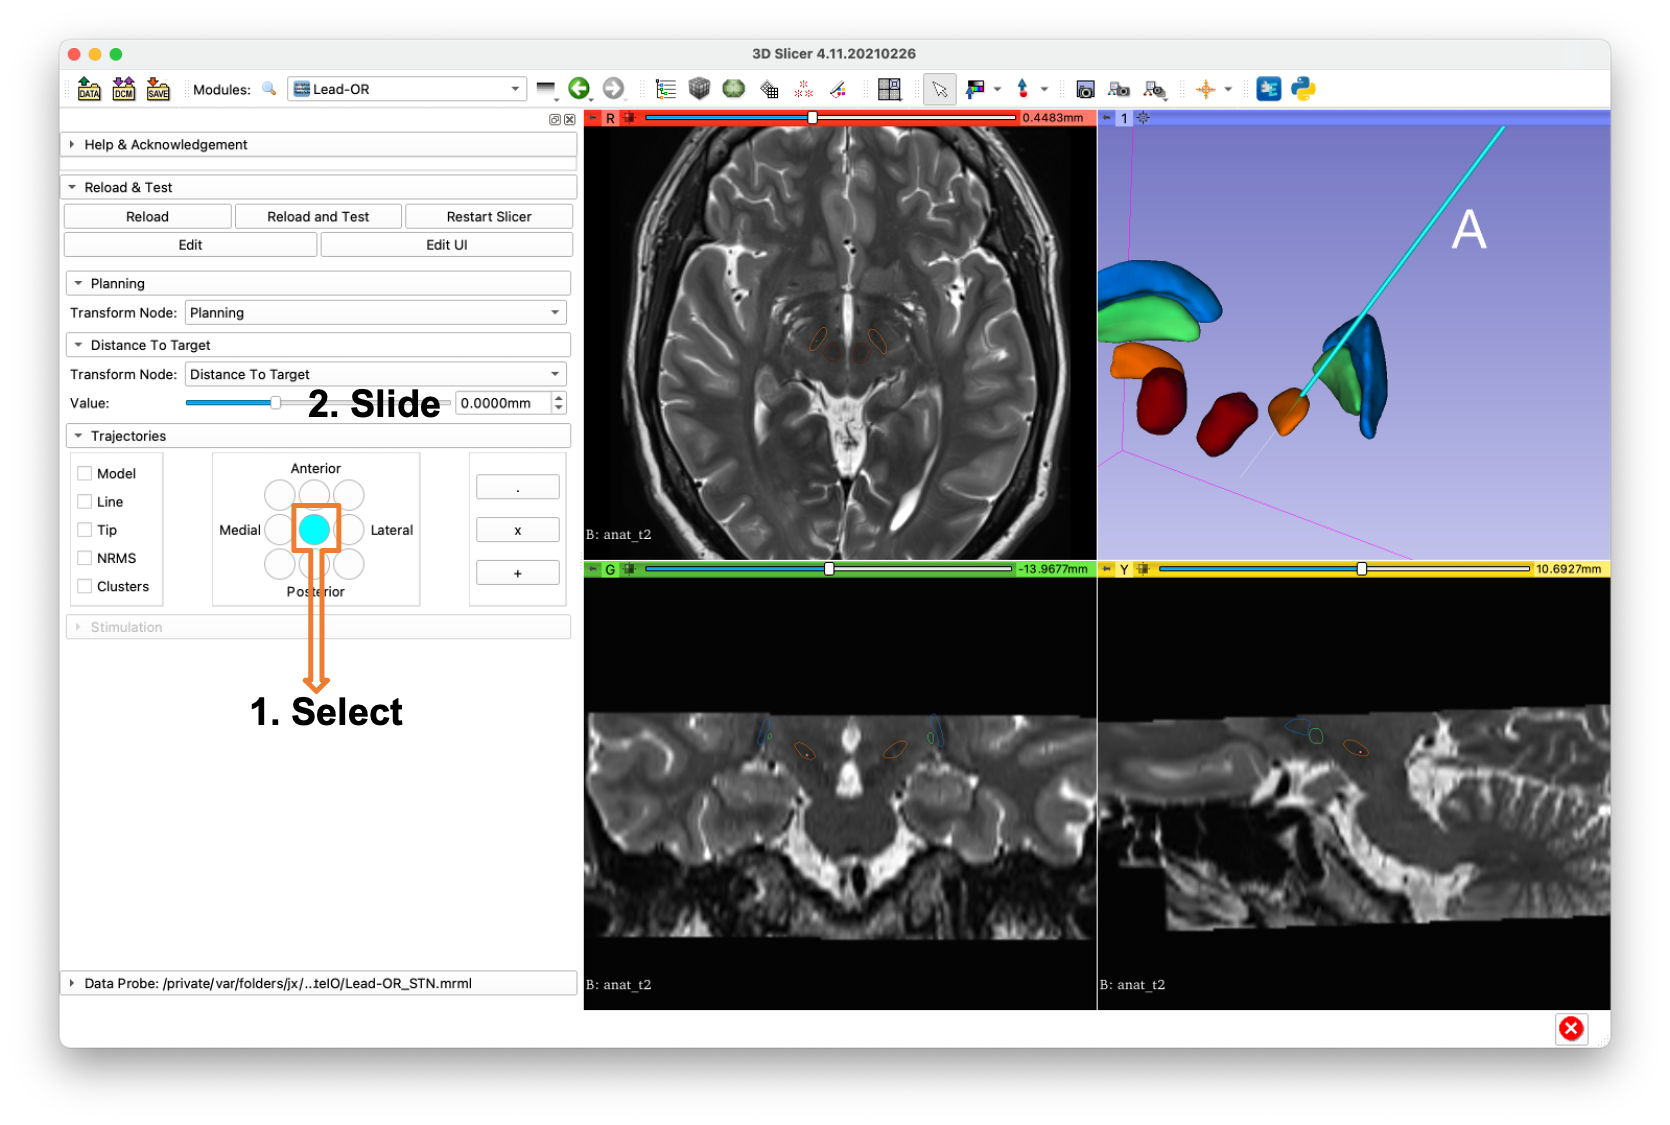 3D Slicer 4.11.20210226
DATA
DCM
SAVE
Modules:
Lead-OR
Help & Acknowledgement
Reload & Test
Reload
Reload and Test
Restart Slicer
Edit
Edit UI
Planning
Transform Node:
Planning
Distance To Target
Transform Node:
Distance To Target
Value:
2. Slide
0.0000mm
Trajectories
Model
Line
Tip
NRMS
Clusters
Anterior
Medial
Lateral
Posterior
.
x
+
Stimulation
1. Select
Data Probe: /private/var/folders/jx/...teIO/Lead-OR_STN.mrml
R
0.4483mm
B: anat_t2
1
A
G
-13.9677mm
B: anat_t2
Y
10.6927mm
B: anat_t2